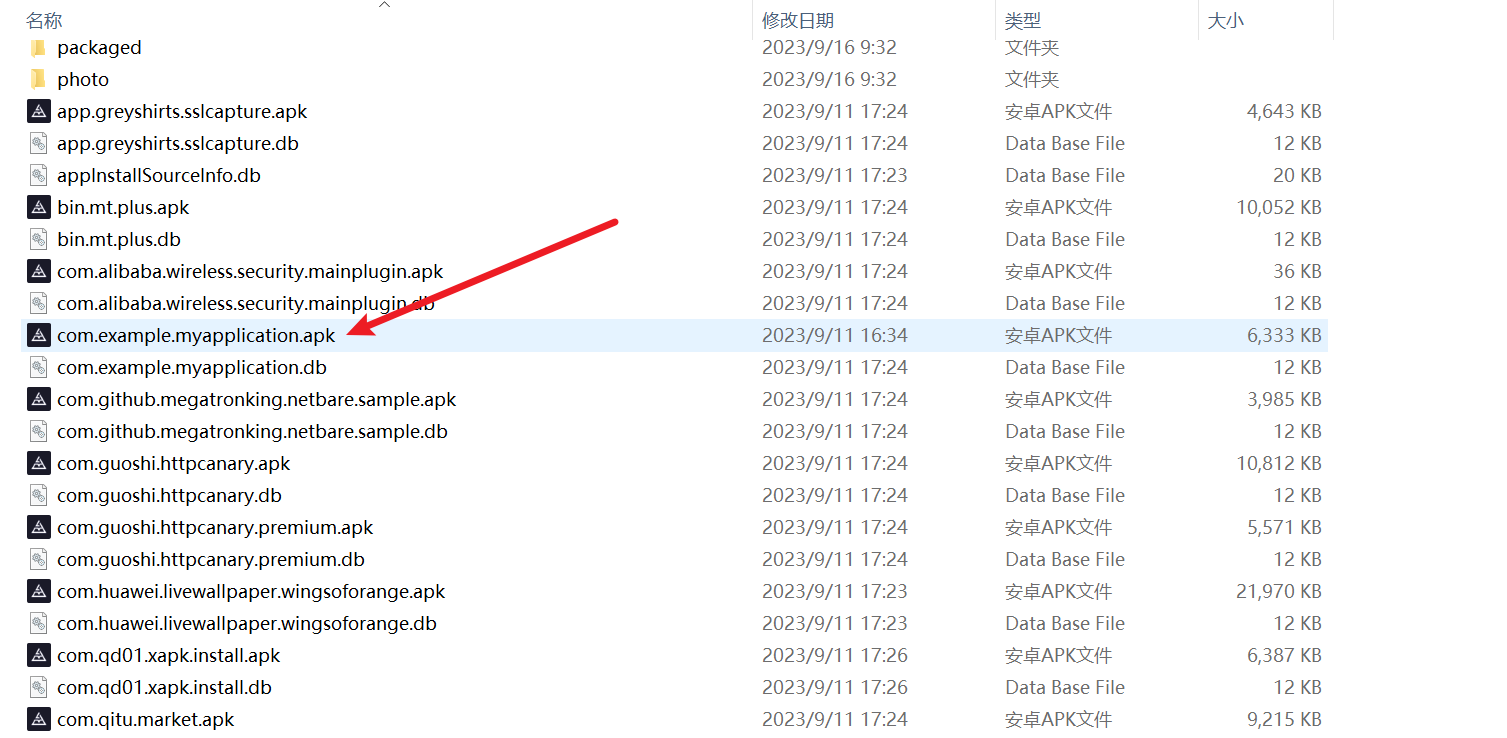 名称 修改日期 类型 大小
packaged 2023/9/16 9:32 文件夹
photo 2023/9/16 9:32 文件夹
app.greyshirts.sslcapture.apk 2023/9/11 17:24 安卓APK文件 4,643 KB
app.greyshirts.sslcapture.db 2023/9/11 17:24 Data Base File 12 KB
appInstallSourceInfo.db 2023/9/11 17:23 Data Base File 20 KB
bin.mt.plus.apk 2023/9/11 17:24 安卓APK文件 10,052 KB
bin.mt.plus.db 2023/9/11 17:24 Data Base File 12 KB
com.alibaba.wireless.security.mainplugin.apk 2023/9/11 17:24 安卓APK文件 36 KB
com.alibaba.wireless.security.mainplugin.db 2023/9/11 17:24 Data Base File 12 KB
com.example.myapplication.apk 2023/9/11 16:34 安卓APK文件 6,333 KB
com.example.myapplication.db 2023/9/11 17:24 Data Base File 12 KB
com.github.megatronking.netbare.sample.apk 2023/9/11 17:24 安卓APK文件 3,985 KB
com.github.megatronking.netbare.sample.db 2023/9/11 17:24 Data Base File 12 KB
com.guoshi.httpcanary.apk 2023/9/11 17:24 安卓APK文件 10,812 KB
com.guoshi.httpcanary.db 2023/9/11 17:24 Data Base File 12 KB
com.guoshi.httpcanary.premium.apk 2023/9/11 17:24 安卓APK文件 5,571 KB
com.guoshi.httpcanary.premium.db 2023/9/11 17:24 Data Base File 12 KB
com.huawei.livewallpaper.wingsoforange.apk 2023/9/11 17:23 安卓APK文件 21,970 KB
com.huawei.livewallpaper.wingsoforange.db 2023/9/11 17:23 Data Base File 12 KB
com.qd01.xapk.install.apk 2023/9/11 17:26 安卓APK文件 6,387 KB
com.qd01.xapk.install.db 2023/9/11 17:26 Data Base File 12 KB
com.qitu.market.apk 2023/9/11 17:24 安卓APK文件 9,215 KB